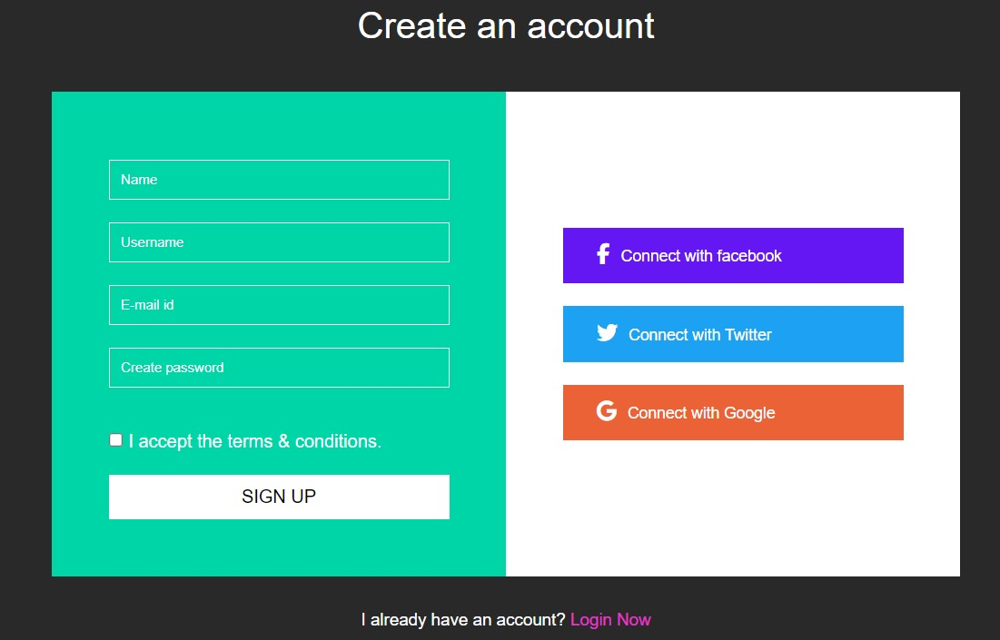 Create an account
Name
Username
E-mail id
Create password
I accept the terms & conditions.
SIGN UP
Connect with facebook
Connect with Twitter
Connect with Google
I already have an account? Login Now